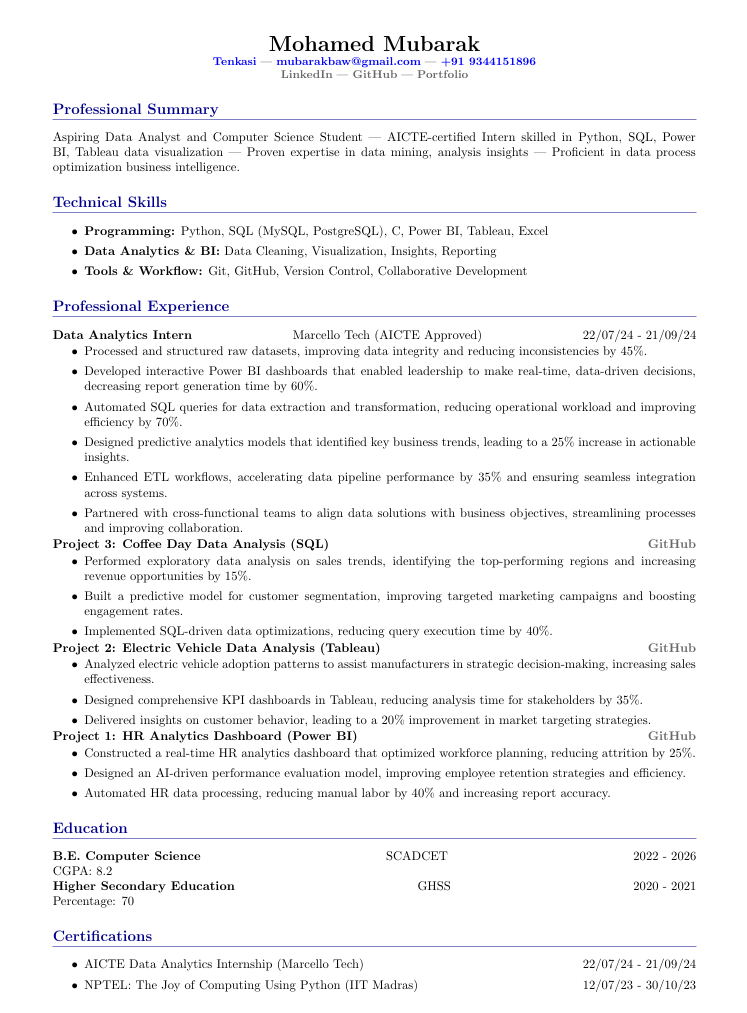 Mohamed Mubarak
Tenkasi — mubarakbaw@gmail.com — +91 9344151896
LinkedIn — GitHub — Portfolio
Professional Summary
Aspiring Data Analyst and Computer Science Student — AICTE-certified Intern skilled in Python, SQL, Power
BI, Tableau data visualization — Proven expertise in data mining, analysis insights — Proficient in data process
optimization business intelligence.
Technical Skills
• Programming: Python, SQL (MySQL, PostgreSQL), C, Power BI, Tableau, Excel
• Data Analytics & BI: Data Cleaning, Visualization, Insights, Reporting
• Tools & Workflow: Git, GitHub, Version Control, Collaborative Development
Professional Experience
Data Analytics Intern Marcello Tech (AICTE Approved) 22/07/24 - 21/09/24
• Processed and structured raw datasets, improving data integrity and reducing inconsistencies by 45%.
• Developed interactive Power BI dashboards that enabled leadership to make real-time, data-driven decisions,
decreasing report generation time by 60%.
• Automated SQL queries for data extraction and transformation, reducing operational workload and improving
efficiency by 70%.
• Designed predictive analytics models that identified key business trends, leading to a 25% increase in actionable
insights.
• Enhanced ETL workflows, accelerating data pipeline performance by 35% and ensuring seamless integration
across systems.
• Partnered with cross-functional teams to align data solutions with business objectives, streamlining processes
and improving collaboration.
Project 3: Coffee Day Data Analysis (SQL) GitHub
• Performed exploratory data analysis on sales trends, identifying the top-performing regions and increasing
revenue opportunities by 15%.
• Built a predictive model for customer segmentation, improving targeted marketing campaigns and boosting
engagement rates.
• Implemented SQL-driven data optimizations, reducing query execution time by 40%.
Project 2: Electric Vehicle Data Analysis (Tableau) GitHub
• Analyzed electric vehicle adoption patterns to assist manufacturers in strategic decision-making, increasing sales
effectiveness.
• Designed comprehensive KPI dashboards in Tableau, reducing analysis time for stakeholders by 35%.
• Delivered insights on customer behavior, leading to a 20% improvement in market targeting strategies.
Project 1: HR Analytics Dashboard (Power BI) GitHub
• Constructed a real-time HR analytics dashboard that optimized workforce planning, reducing attrition by 25%.
• Designed an AI-driven performance evaluation model, improving employee retention strategies and efficiency.
• Automated HR data processing, reducing manual labor by 40% and increasing report accuracy.
Education
B.E. Computer Science SCADCET 2022 - 2026
CGPA: 8.2
Higher Secondary Education GHSS 2020 - 2021
Percentage: 70
Certifications
• AICTE Data Analytics Internship (Marcello Tech) 22/07/24 - 21/09/24
• NPTEL: The Joy of Computing Using Python (IIT Madras) 12/07/23 - 30/10/23